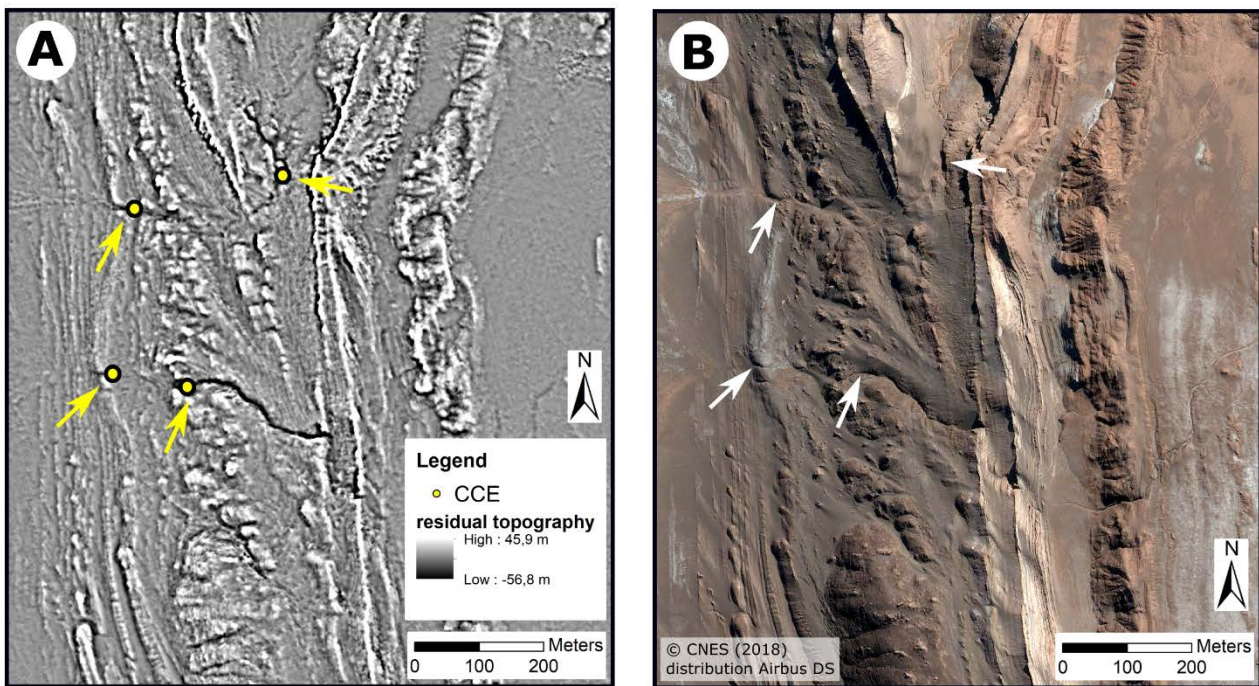 A
N
Legend
CCE
residual topography
High : 45,9 m
Low : -56,8 m
Meters
0 100 200
B
N
© CNES (2018)
distribution Airbus DS
Meters
0 100 200